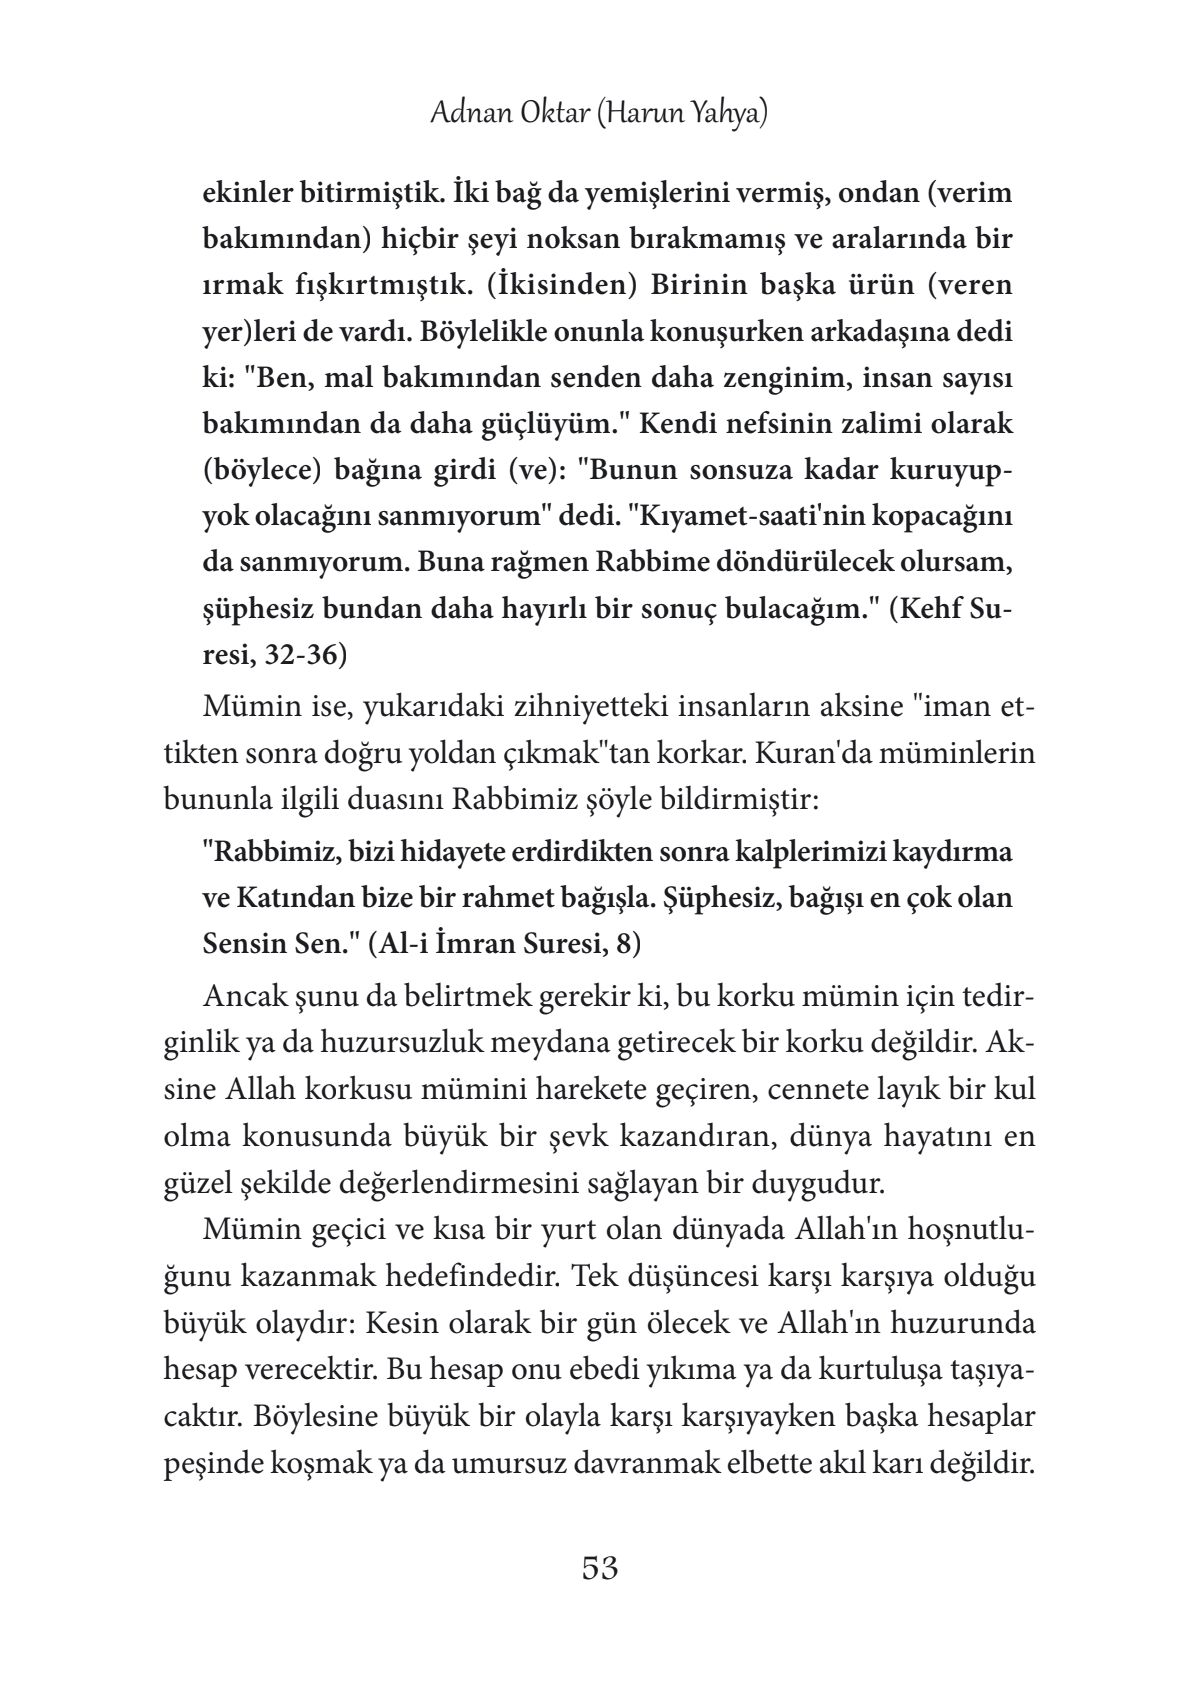 Adnan Oktar (Harun Yahya)
ekinler bitirmiştik. İki bağ da yemişlerini vermiş, ondan (verim
bakımından) hiçbir şeyi noksan bırakmamış ve aralarında bir
ırmak fışkırtmıştık. (İkisinden) Birinin başka ürün (veren
yer)leri de vardı. Böylelikle onunla konuşurken arkadaşına dedi
ki: "Ben, mal bakımından senden daha zenginim, insan sayısı
bakımından da daha güçlüyüm." Kendi nefsinin zalimi olarak
(böylece) bağına girdi (ve): "Bunun sonsuza kadar kuruyup-
yok olacağını sanmıyorum" dedi. "Kıyamet-saati'nin kopacağını
da sanmıyorum. Buna rağmen Rabbime döndürülecek olursam,
şüphesiz bundan daha hayırlı bir sonuç bulacağım." (Kehf Su-
resi, 32-36)
Mümin ise, yukarıdaki zihniyetteki insanların aksine "iman et-
tikten sonra doğru yoldan çıkmak"tan korkar. Kuran'da müminlerin
bununla ilgili duasını Rabbimiz şöyle bildirmiştir:
"Rabbimiz, bizi hidayete erdirdikten sonra kalplerimizi kaydırma
ve Katından bize bir rahmet bağışla. Şüphesiz, bağışı en çok olan
Sensin Sen." (Al-i İmran Suresi, 8)
Ancak şunu da belirtmek gerekir ki, bu korku mümin için tedir-
ginlik ya da huzursuzluk meydana getirecek bir korku değildir. Ak-
sine Allah korkusu mümini harekete geçiren, cennete layık bir kul
olma konusunda büyük bir şevk kazandıran, dünya hayatını en
güzel şekilde değerlendirmesini sağlayan bir duygudur.
Mümin geçici ve kısa bir yurt olan dünyada Allah'ın hoşnutlu-
ğunu kazanmak hedefindedir. Tek düşüncesi karşı karşıya olduğu
büyük olaydır: Kesin olarak bir gün ölecek ve Allah'ın huzurunda
hesap verecektir. Bu hesap onu ebedi yıkıma ya da kurtuluşa taşıya-
caktır. Böylesine büyük bir olayla karşı karşıyayken başka hesaplar
peşinde koşmak ya da umursuz davranmak elbette akıl karı değildir.
53